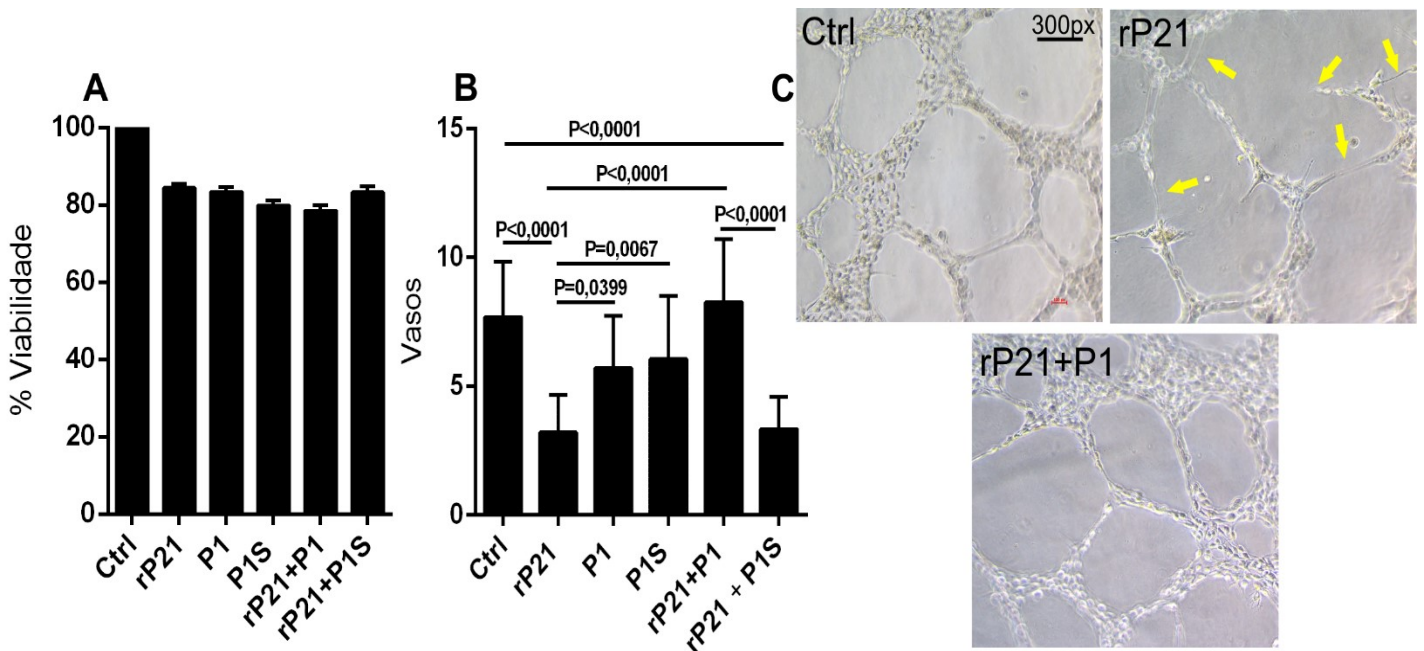 A
% Viabilidade
100
80
60
40
20
0
Ctrl
rP21
P1
P1S
rP21+P1
rP21+P1S
B
Vasos
15
10
5
0
P<0,0001
P<0,0001
P<0,0001
P<0,0001
P=0,0067
P=0,0399
Ctrl
rP21
P1
P1S
rP21+P1
rP21 + P1S
C
Ctrl
300px
rP21
rP21+P1